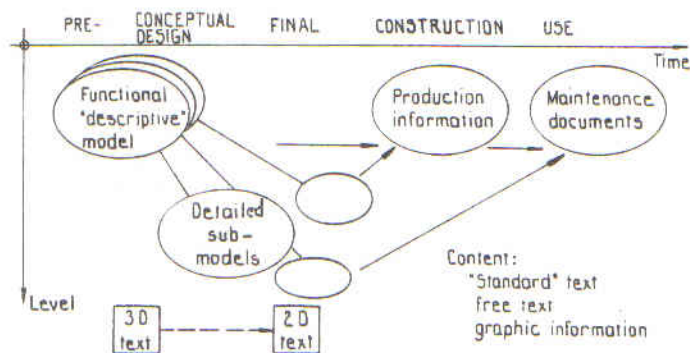 PRE- CONCEPTUAL DESIGN FINAL CONSTRUCTION USE
Time
Functional
"descriptive"
model
Production
information
Maintenance
documents
Detailed
sub-
models
Content:
"Standard" text
free text
graphic information
Level
3D
text
2D
text